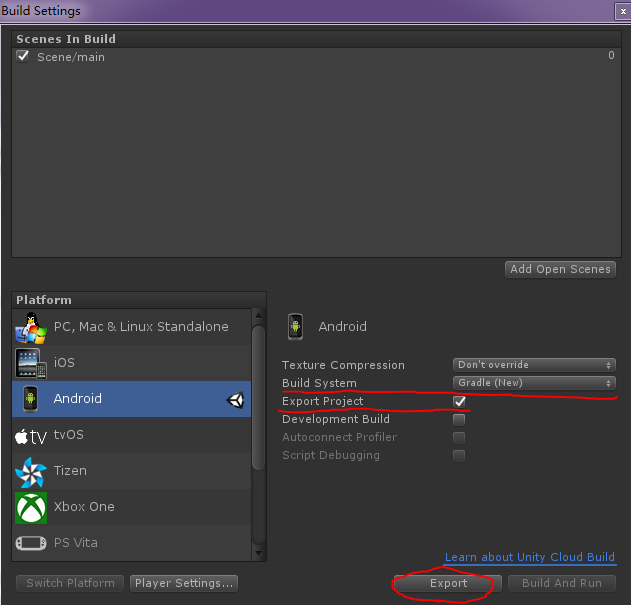 Build Settings
x
Scenes In Build
Scene/main 0
Add Open Scenes
Platform
PC, Mac & Linux Standalone
iOS
Android
tv tvOS
Tizen
Xbox One
PS Vita
Android
Texture Compression Don't override
Build System Gradle (New)
Export Project
Development Build
Autoconnect Profiler
Script Debugging
Learn about Unity Cloud Build
Switch Platform Player Settings... Export Build And Run